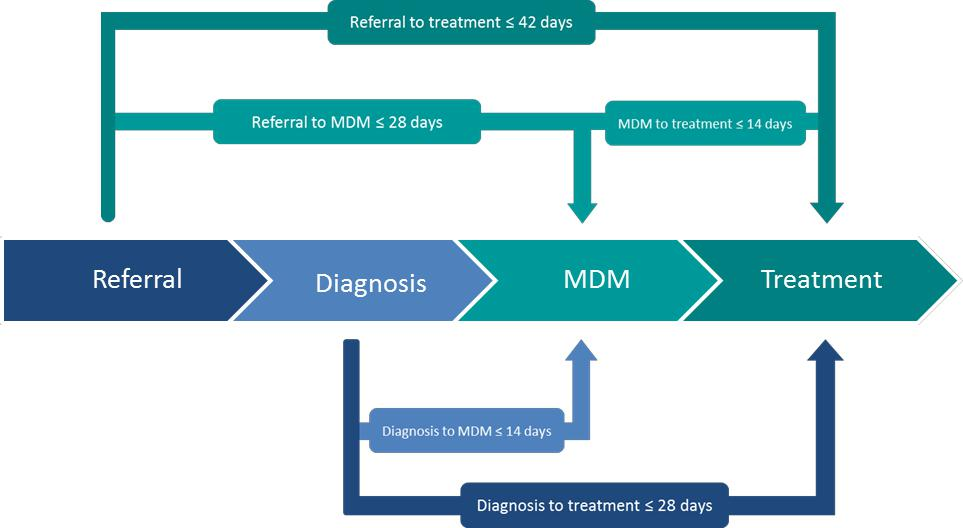 Referral to treatment ≤ 42 days
Referral to MDM ≤ 28 days
MDM to treatment ≤ 14 days
Referral
Diagnosis
MDM
Treatment
Diagnosis to MDM ≤ 14 days
Diagnosis to treatment ≤ 28 days